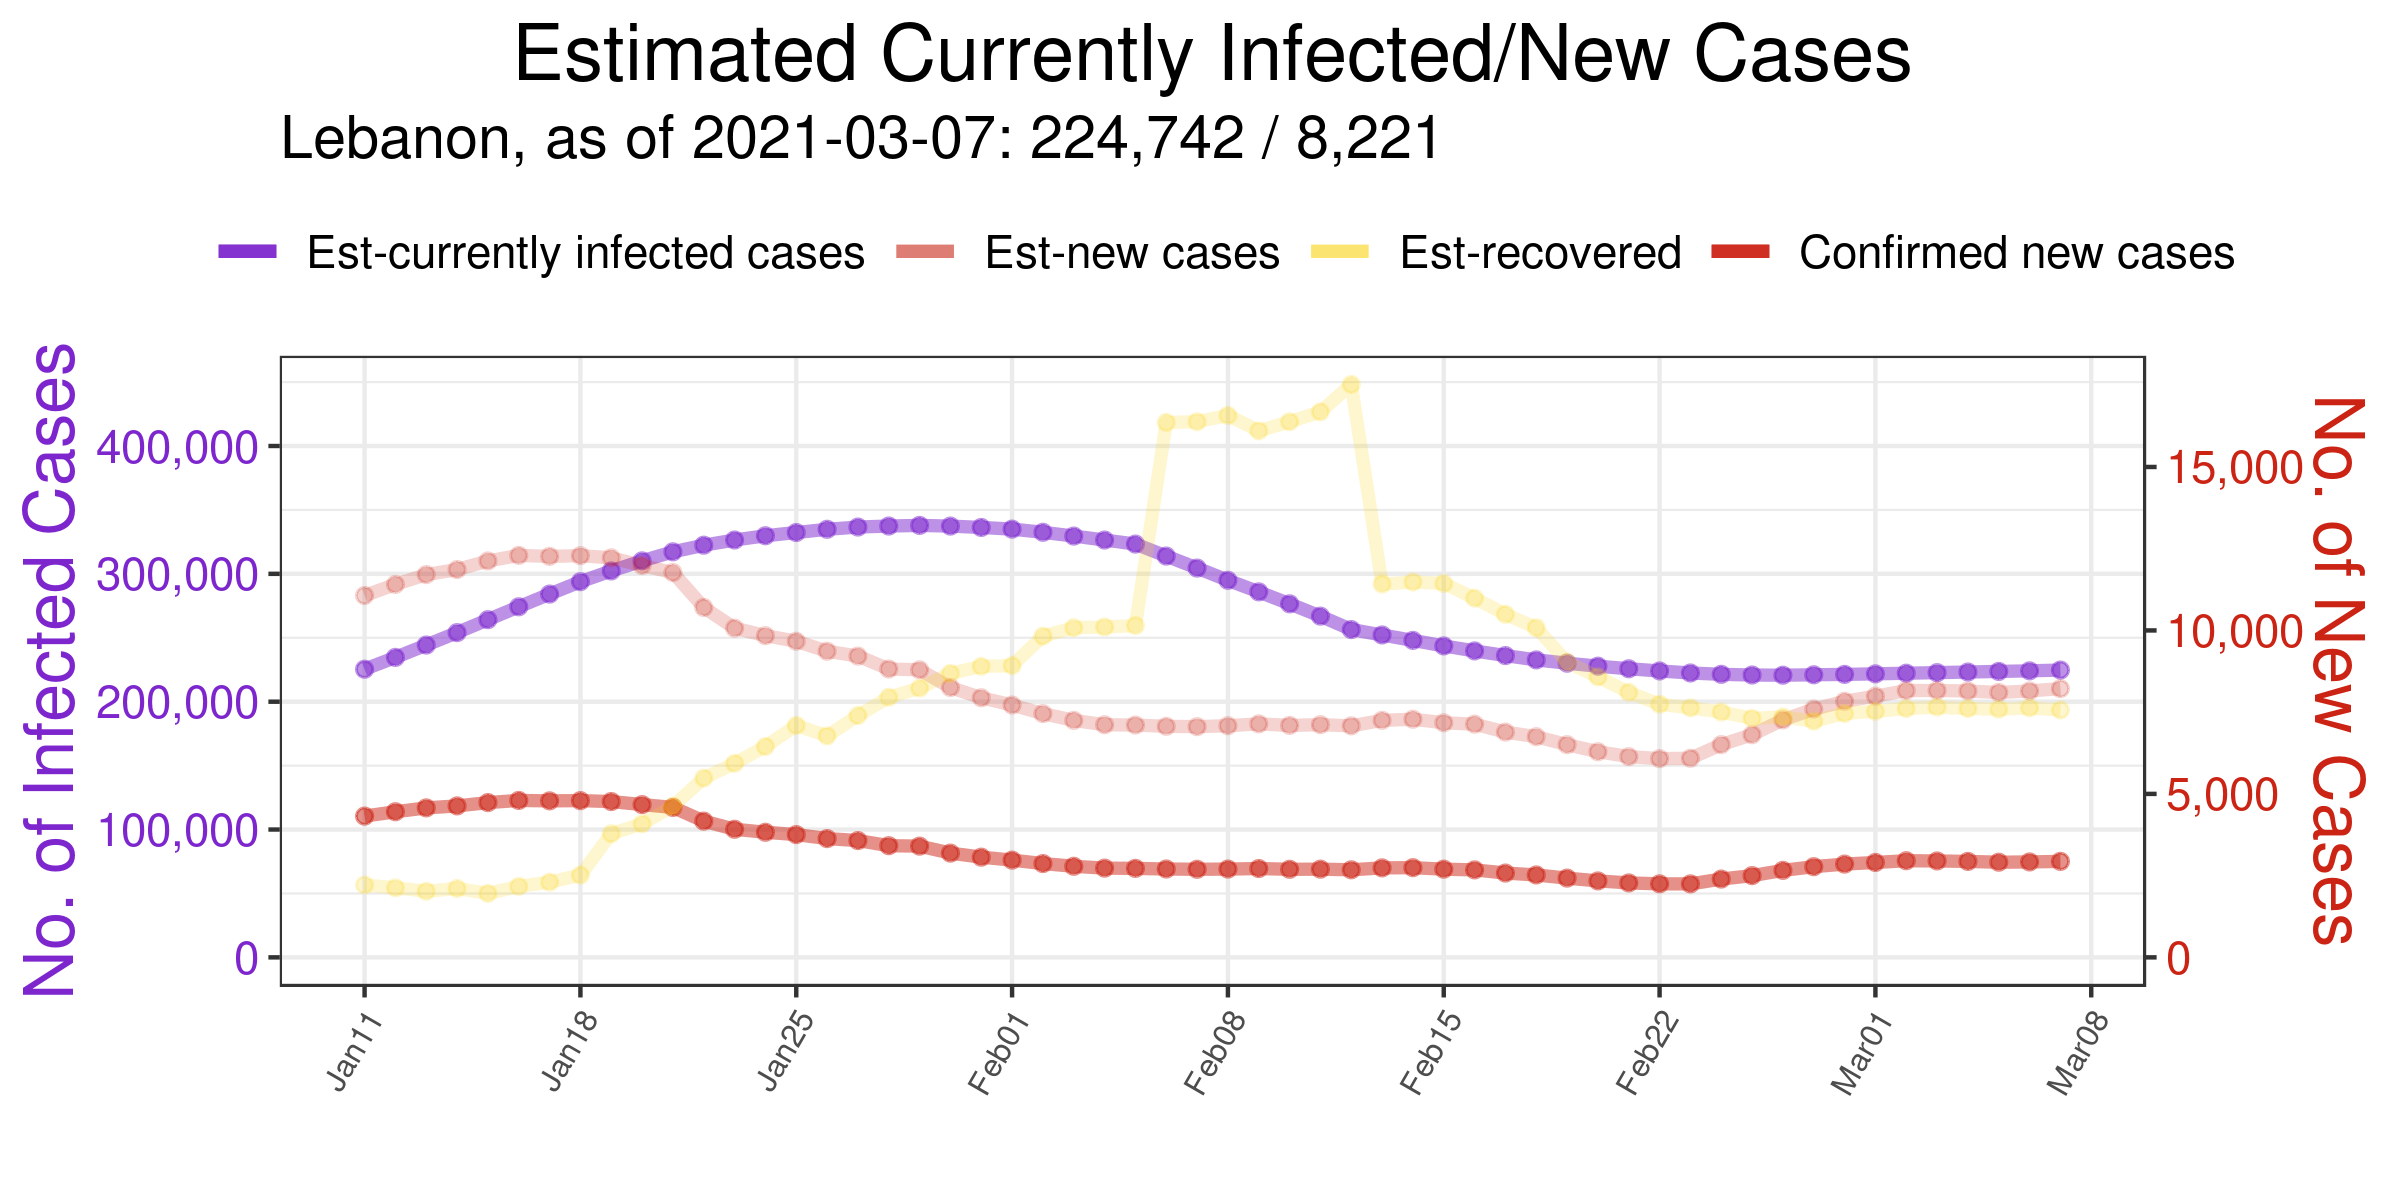 Estimated Currently Infected/New Cases
Lebanon, as of 2021-03-07: 224,742 / 8,221
Est-currently infected cases Est-new cases Est-recovered Confirmed new cases
No. of Infected Cases
400,000
300,000
200,000
100,000
0
15,000
10,000
5,000
0
No. of New Cases
Jan11 Jan18 Jan25 Feb01 Feb08 Feb15 Feb22 Mar01 Mar08